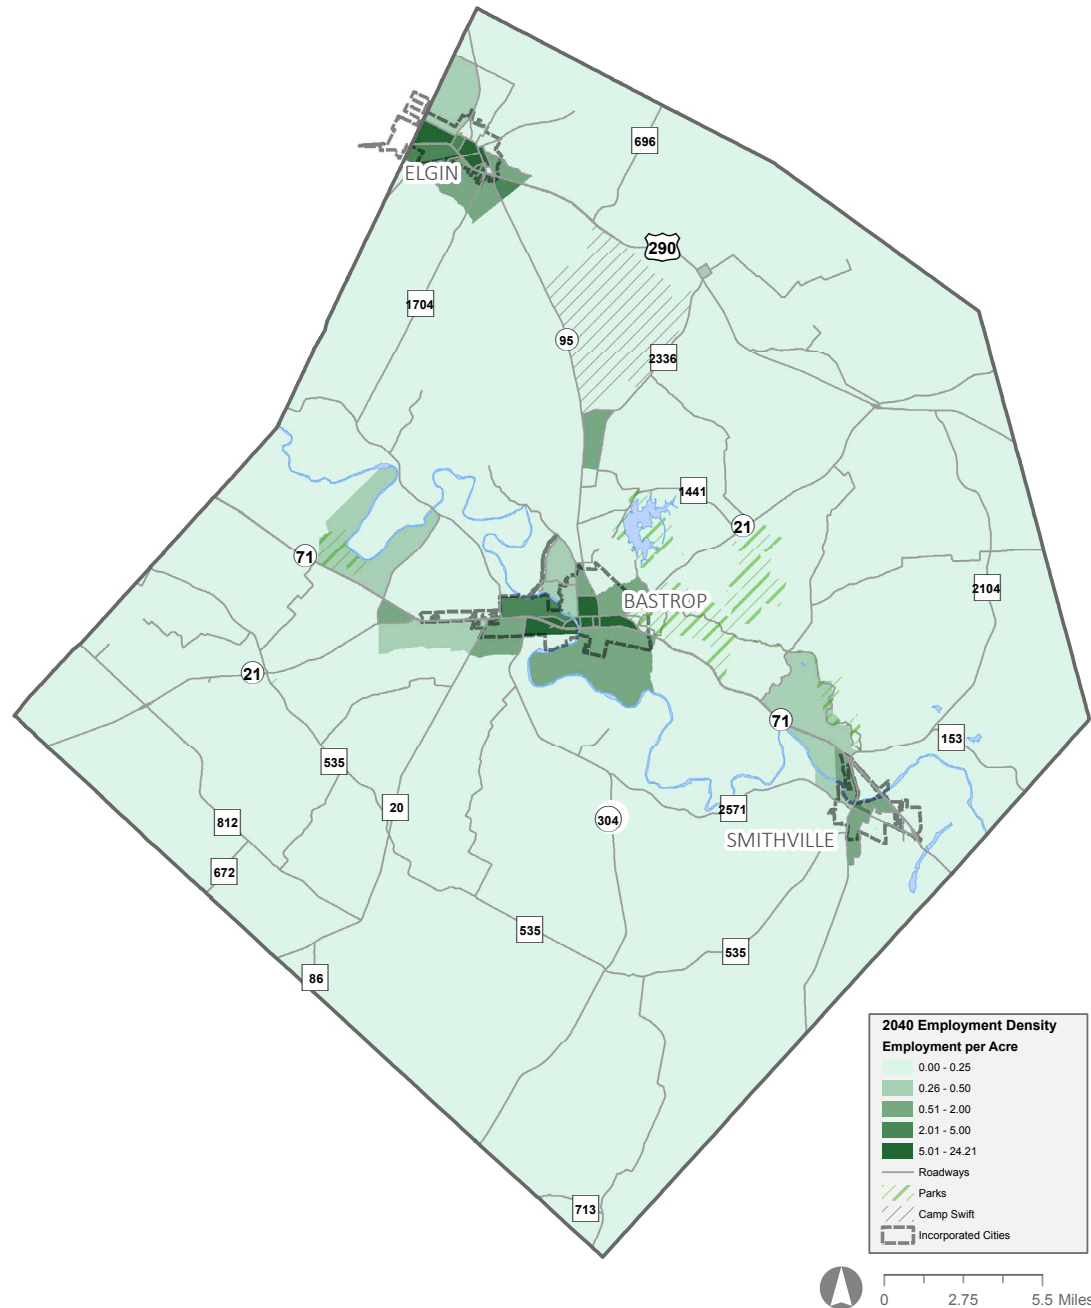 696
ELGIN
290
1704
95
2336
1441
21
71
2104
BASTROP
21
71
153
535
20
2571
304
812
SMITHVILLE
672
535
535
86
713
2040 Employment Density
Employment per Acre
0.00 - 0.25
0.26 - 0.50
0.51 - 2.00
2.01 - 5.00
5.01 - 24.21
Roadways
Parks
Camp Swift
Incorporated Cities
0 2.75 5.5 Miles